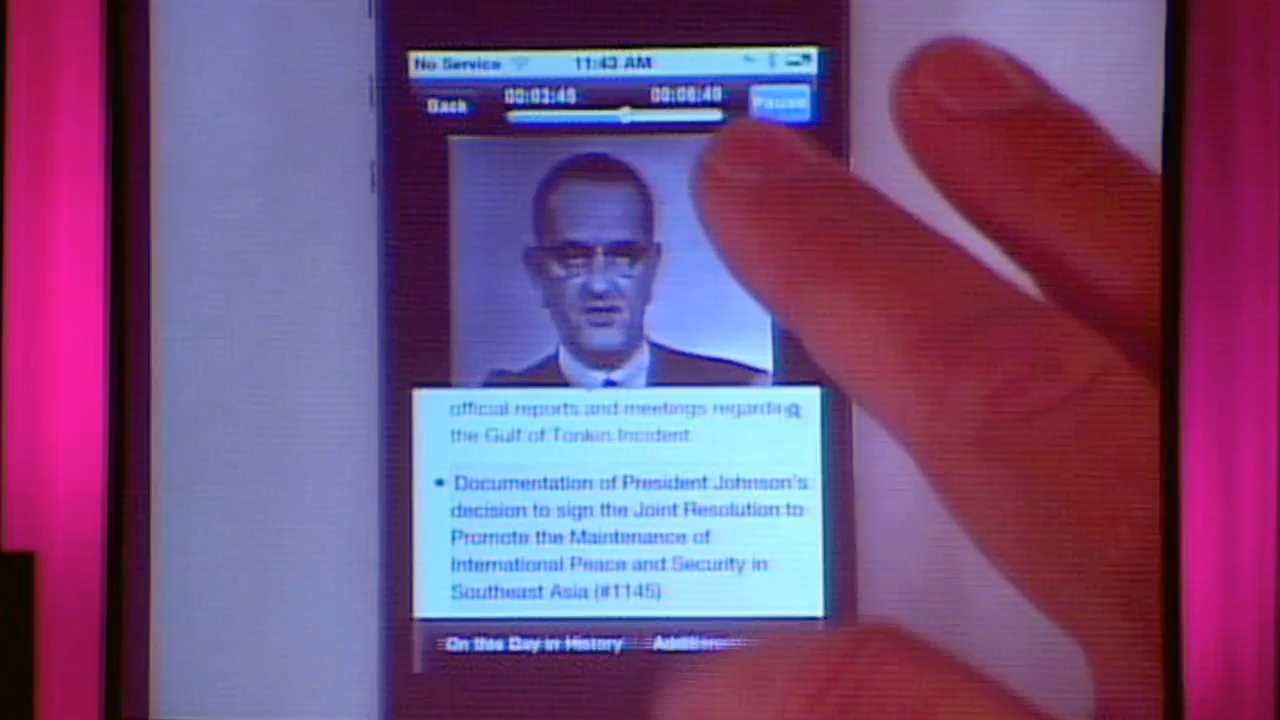 No Service 11:43 AM
Back 00:03:45 00:06:49 Pause
official reports and meetings regarding
the Gulf of Tonkin Incident
• Documentation of President Johnson's
decision to sign the Joint Resolution to
Promote the Maintenance of
International Peace and Security in
Southeast Asia (#1145)
On this Day in History